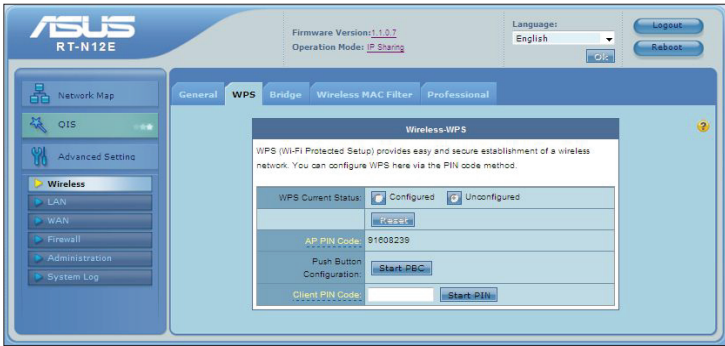 ASUS
RT-N12E
Firmware Version:1.1.0.7
Operation Mode: IP Sharing
Language:
English
Ok
Logout
Reboot
Network Map
OIS
Advanced Setting
Wireless
LAN
WAN
Firewall
Administration
System Log
General WPS Bridge Wireless MAC Filter Professional
Wireless-WPS
WPS (Wi-Fi Protected Setup) provides easy and secure establishment of a wireless
network. You can configure WPS here via the PIN code method.
WPS Current Status: Configured Unconfigured
Reset
AP PIN Code: 91608239
Push Button
Configuration: Start PBC
Client PIN Code: Start PIN
?